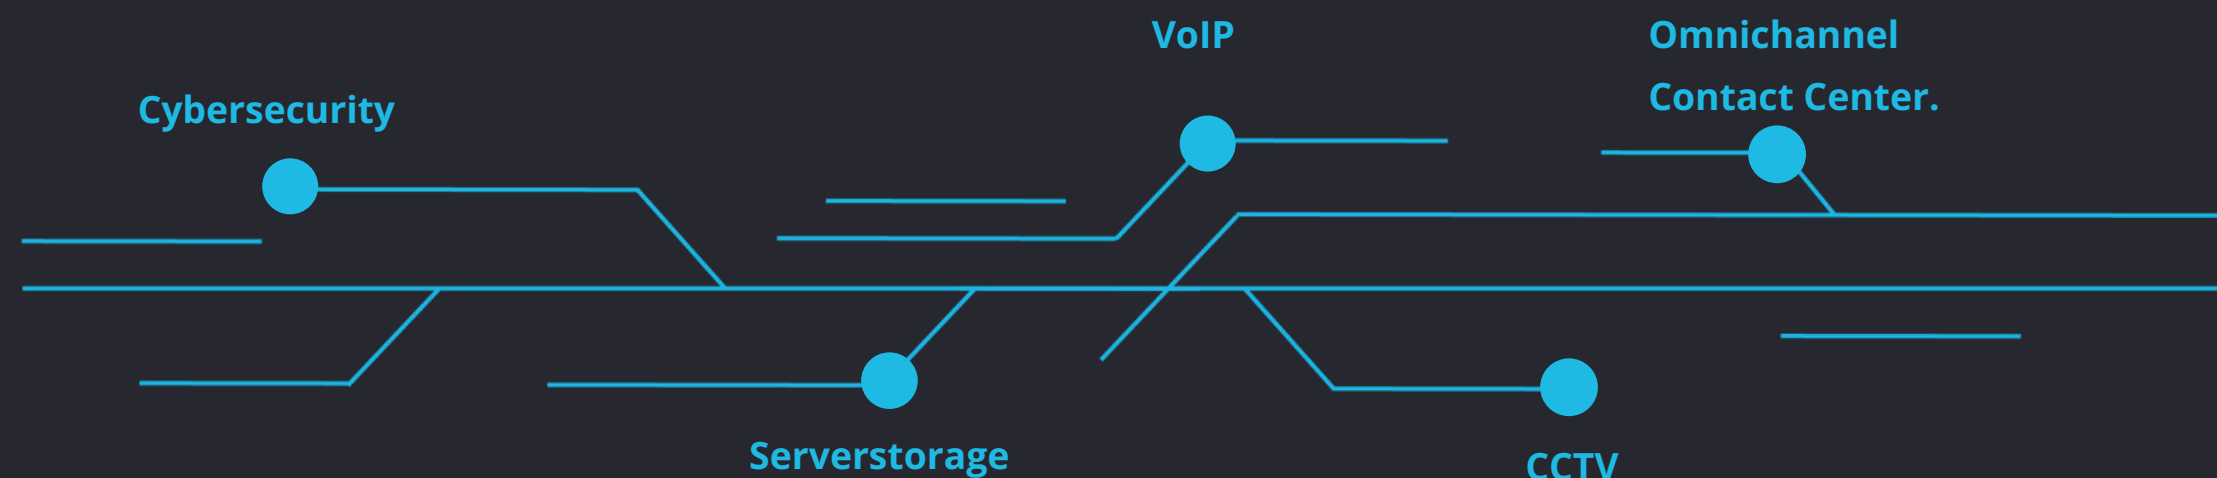 VoIP
Omnichannel
Contact Center.
Cybersecurity
Serverstorage
CCTV